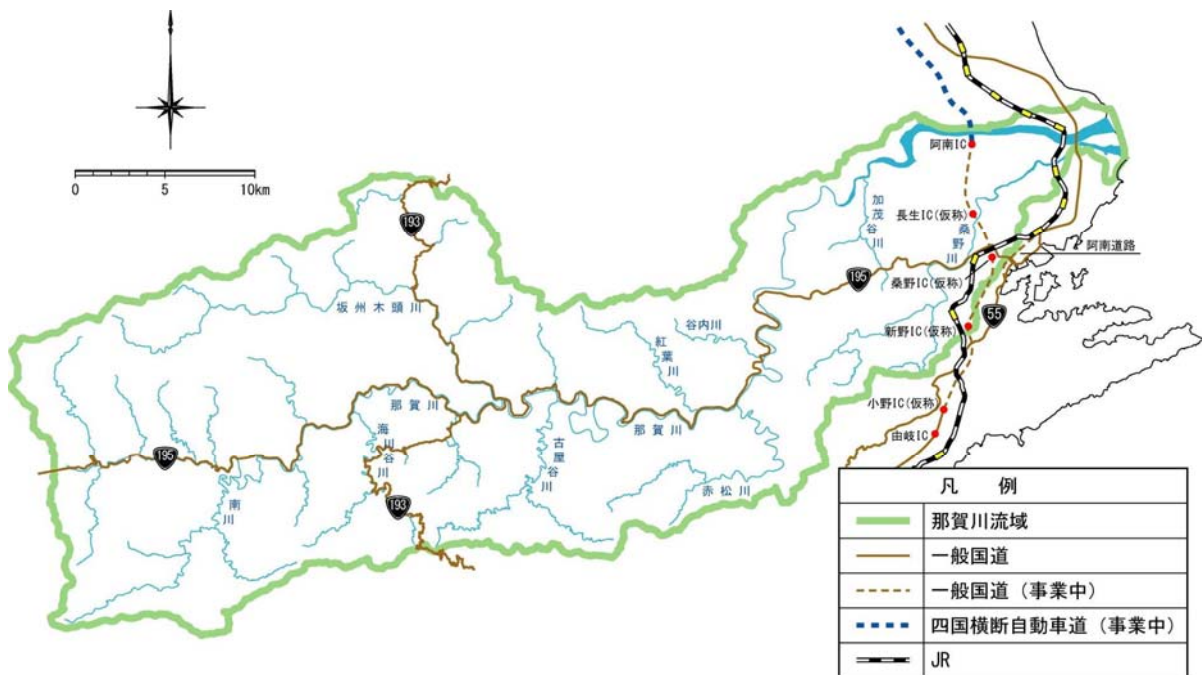 0
5
10km
193
阿南IC
加茂谷川
長生IC(仮称)
桑野川
阿南道路
195
桑野IC(仮称)
坂州木頭川
谷内川
紅葉川
55
新野IC(仮称)
那賀川
小野IC(仮称)
海川谷川
那賀川
古屋谷川
由岐IC
195
赤松川
南川
193
凡 例
那賀川流域
一般国道
一般国道(事業中)
四国横断自動車道(事業中)
JR